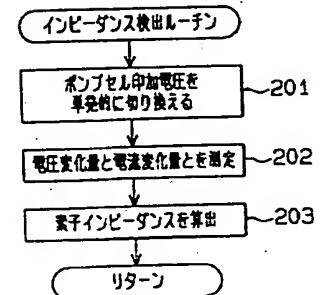 インピーダンス検出ルーチン
ポンプセル印加電圧を
単発的に切り換える
201
電圧変化量と電流変化量とを測定
202
素子インピーダンスを算出
203
リターン